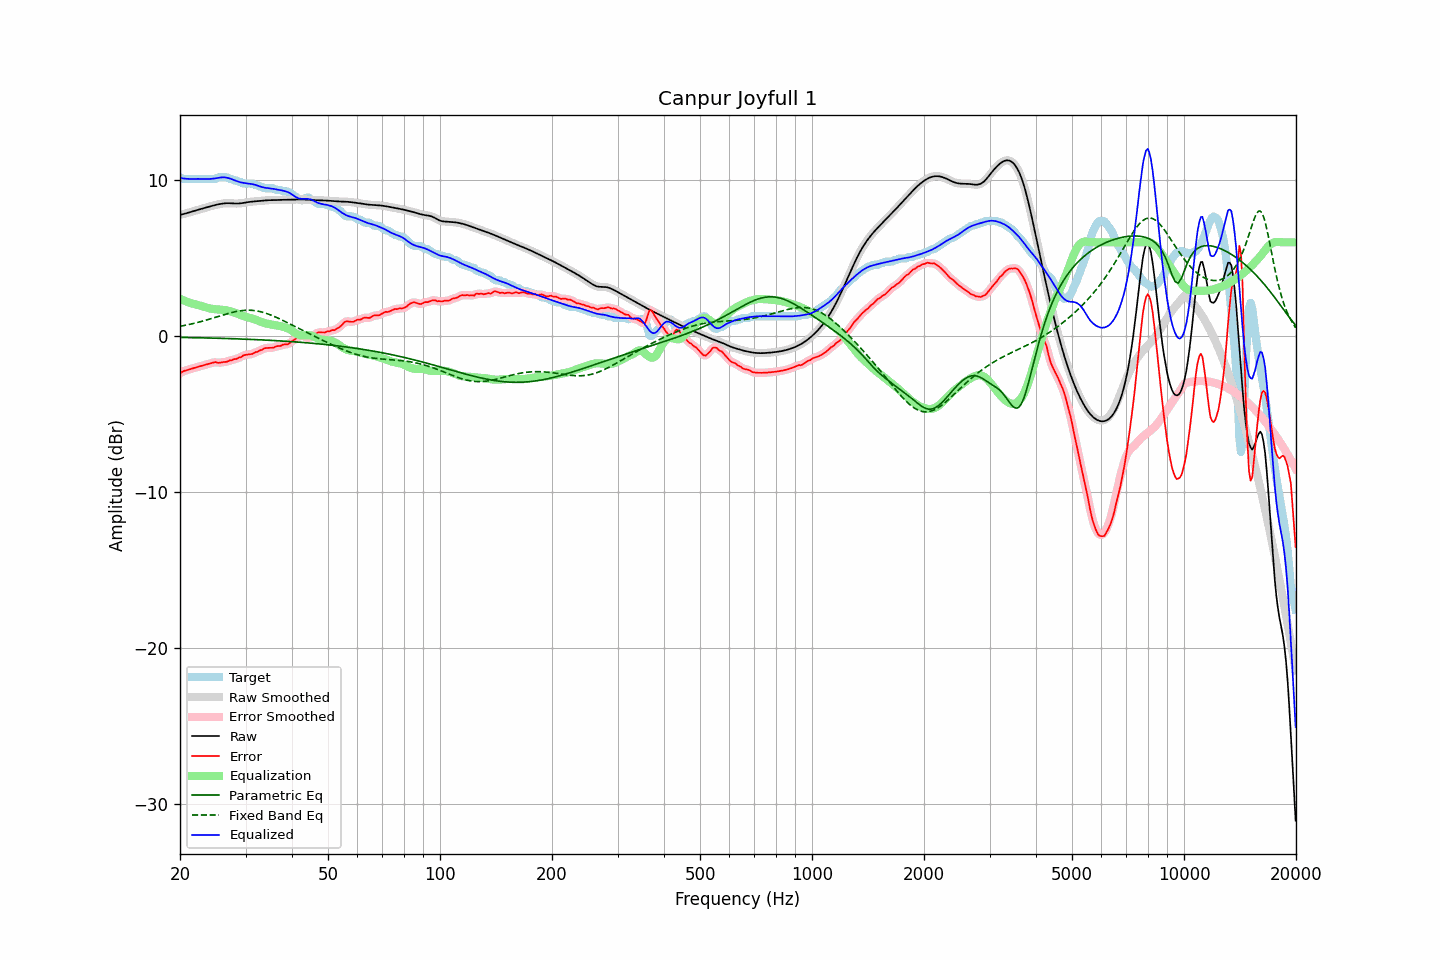 Canpur Joyfull 1
10
0
−10
−20
−30
Amplitude (dBr)
Target
Raw Smoothed
Error Smoothed
Raw
Error
Equalization
Parametric Eq
Fixed Band Eq
Equalized
20 50 100 200 500 1000 2000 5000 10000 20000
Frequency (Hz)